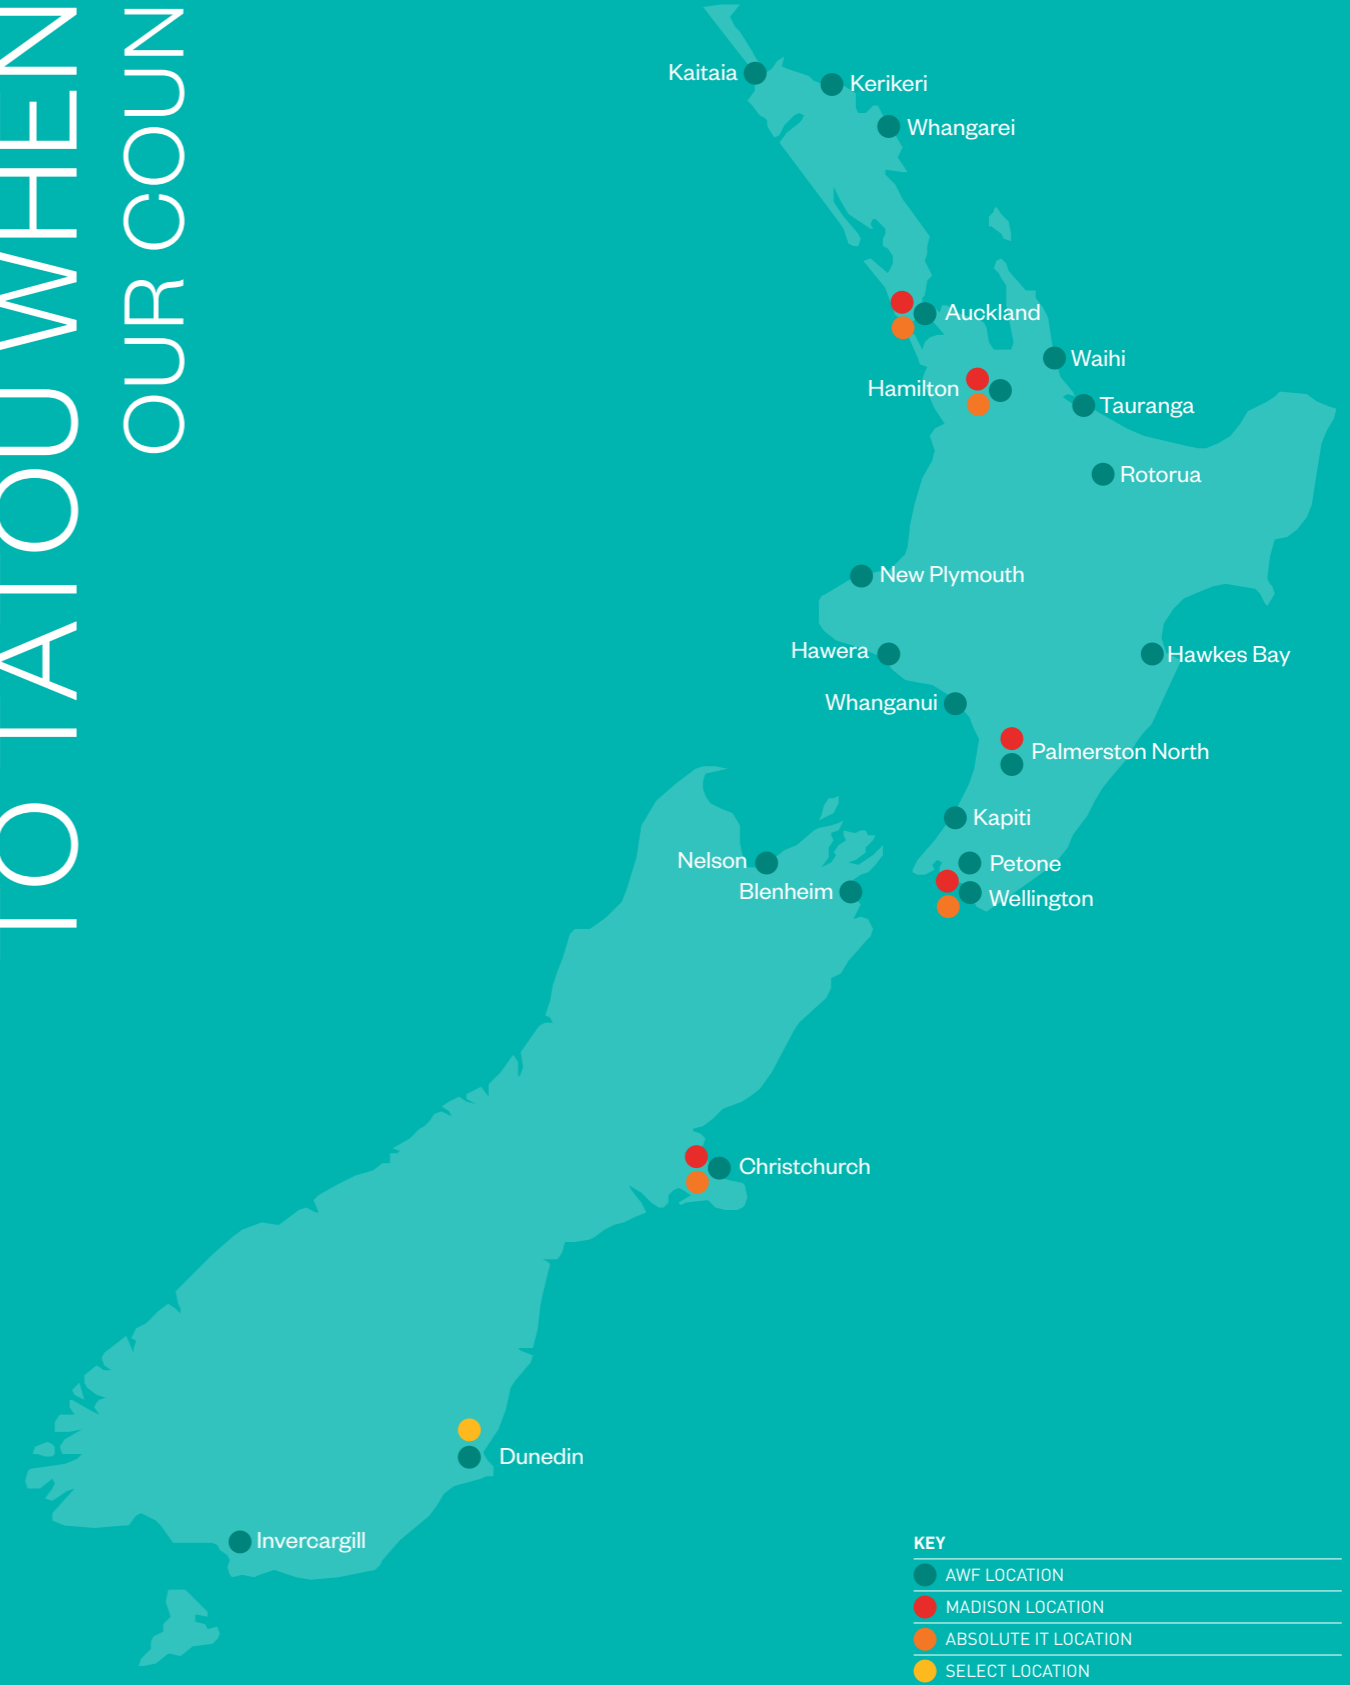 TO TATOU WHEN
OUR COUN
Kaitaia
Kerikeri
Whangarei
Auckland
Waihi
Hamilton
Tauranga
Rotorua
New Plymouth
Hawera
Hawkes Bay
Whanganui
Palmerston North
Kapiti
Nelson
Petone
Blenheim
Wellington
Christchurch
Dunedin
Invercargill
KEY
AWF LOCATION
MADISON LOCATION
ABSOLUTE IT LOCATION
SELECT LOCATION